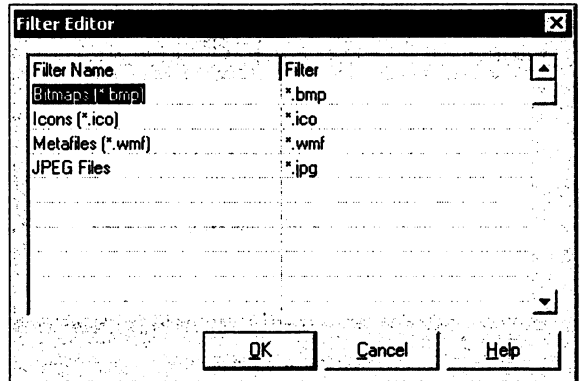 Filter Editor
Filter Name Filter
Bitmaps (*.bmp) *.bmp
Icons (*.ico) *.ico
Metafiles (*.wmf) *.wmf
JPEG Files *.jpg
OK Cancel Help